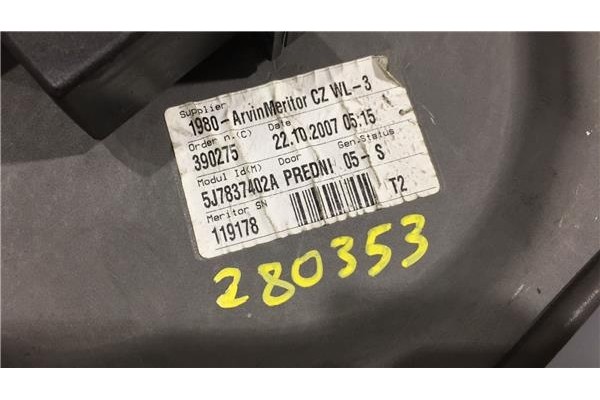 Supplier
1980-ArvinMeritor CZ WL-3
Order n.(C) Date
390275 22.10.2007 05:15
Modul Id(M) Door Gen.Status
5J7837402A PREDNI 05-S
Meritor SN
119178 T2
280353